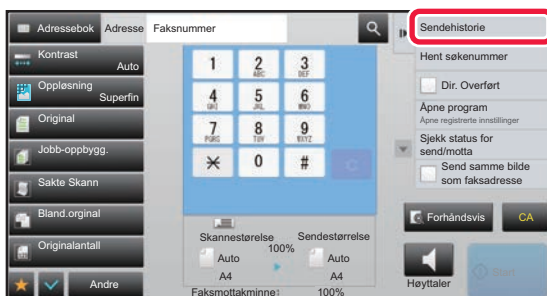 Adressebok
Adresse
Faksnummer
Sendehistorie
Kontrast
Auto
Oppløsning
Superfin
Original
Jobb-oppbygg.
Sakte Skann
Bland.orginal
Originalantall
Andre
1
2
ABC
3
DEF
4
GHI
5
JKL
6
MNO
7
PQRS
8
TUV
9
WXYZ
0
#
C
Skannestørelse
Sendestørrelse
100%
Auto
A4
Auto
A4
Faksmottakminne:
100%
Hent søkenummer
Dir. Overført
Åpne program
Åpne registrerte innstillinger
Sjekk status for
send/motta
Send samme bilde
som faksadresse
Forhåndsvis
CA
Høyttaler
Start